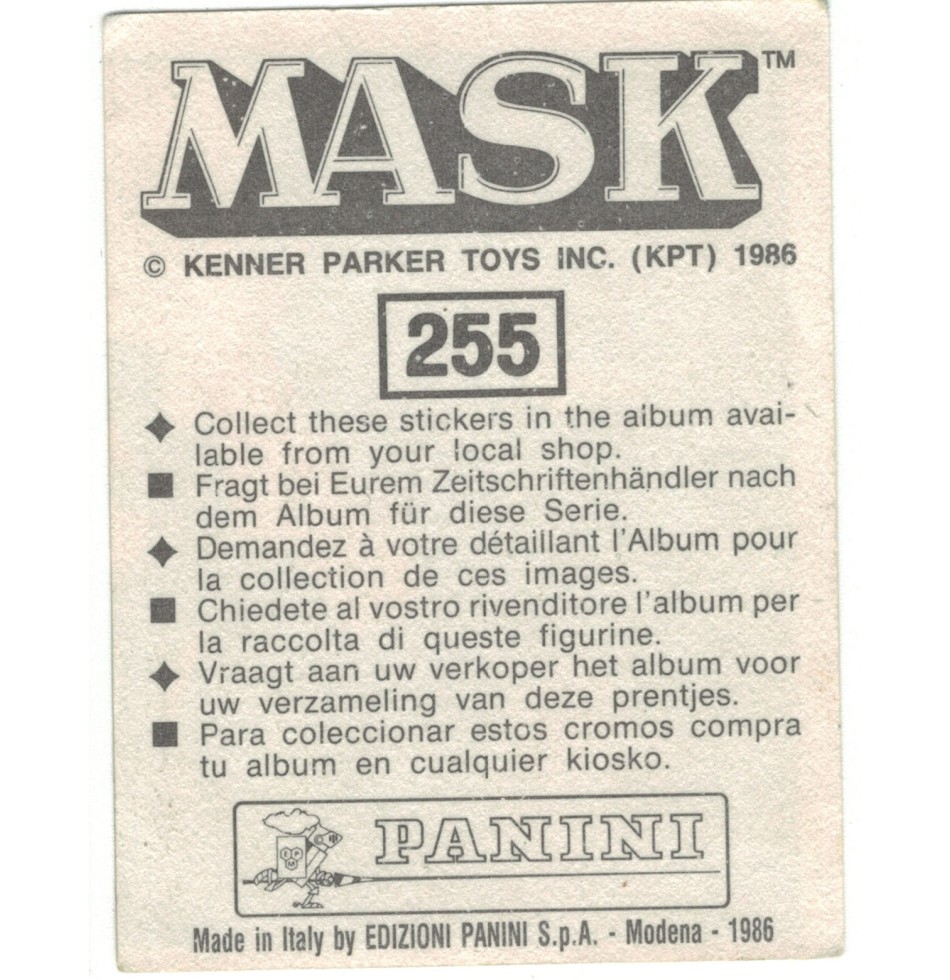 MASK™
© KENNER PARKER TOYS INC. (KPT) 1986
255
Collect these stickers in the album avai-
lable from your local shop.
Fragt bei Eurem Zeitschriftenhändler nach
dem Album für diese Serie.
Demandez à votre détaillant l'Album pour
la collection de ces images.
Chiedete al vostro rivenditore l'album per
la raccolta di queste figurine.
Vraagt aan uw verkoper het album voor
uw verzameling van deze prentjes.
Para coleccionar estos cromos compra
tu album en cualquier kiosko.
PANINI
Made in Italy by EDIZIONI PANINI S.p.A. - Modena - 1986